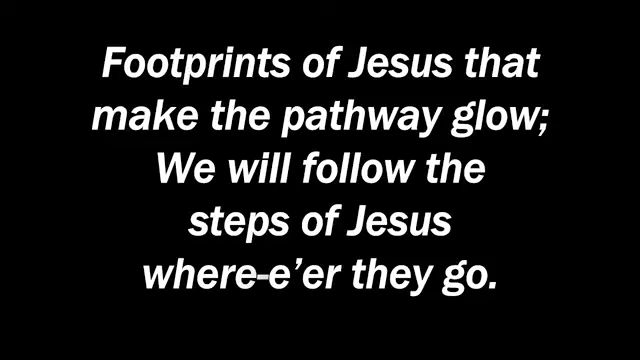 Footprints of Jesus that
make the pathway glow;
We will follow the
steps of Jesus
where-e’er they go.